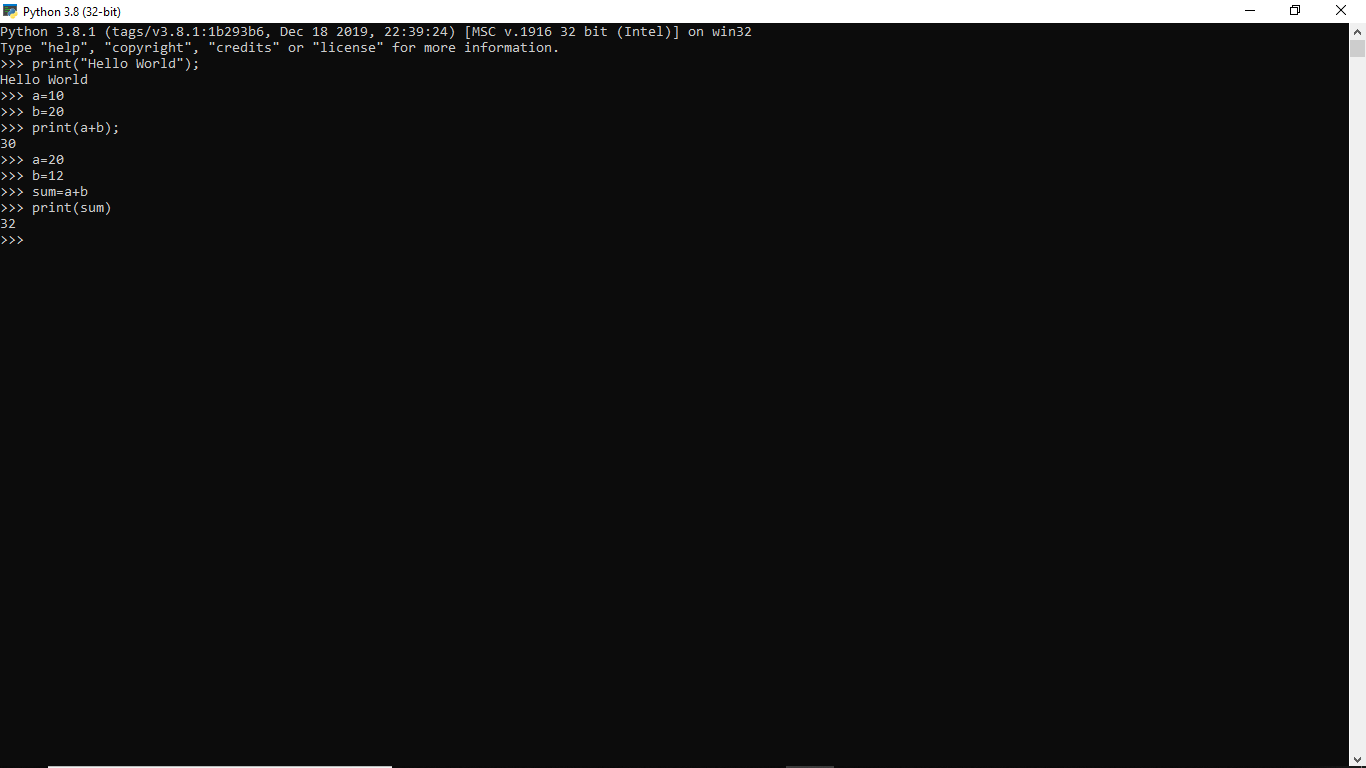 Python 3.8 (32-bit)
Python 3.8.1 (tags/v3.8.1:1b293b6, Dec 18 2019, 22:39:24) [MSC v.1916 32 bit (Intel)] on win32
Type "help", "copyright", "credits" or "license" for more information.
>>> print("Hello World");
Hello World
>>> a=10
>>> b=20
>>> print(a+b);
30
>>> a=20
>>> b=12
>>> sum=a+b
>>> print(sum)
32
>>>